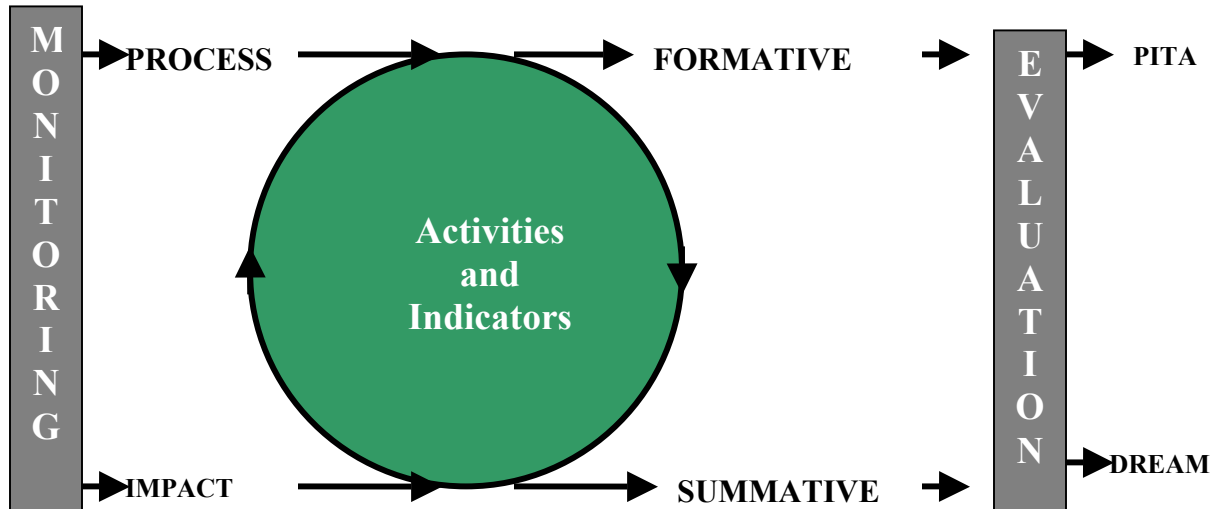 MONITORING
PROCESS
FORMATIVE
EVALUATION
PITA
Activities
and
Indicators
IMPACT
SUMMATIVE
DREAM